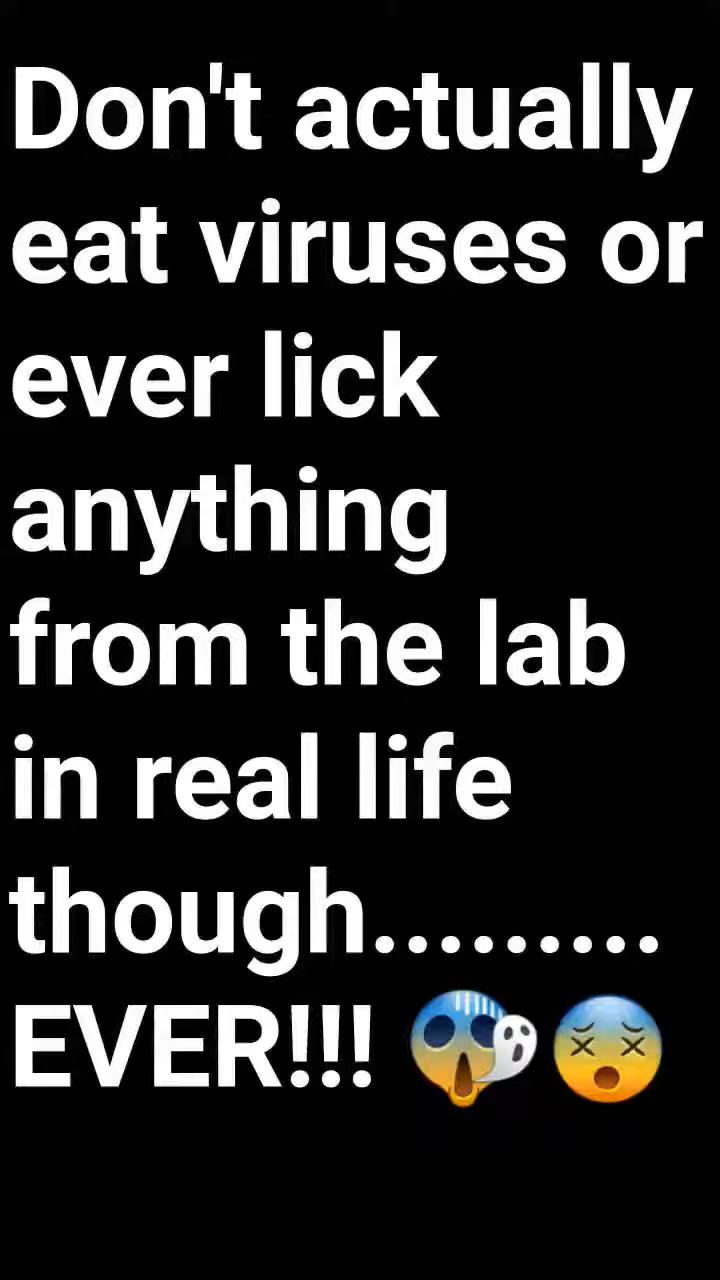 Don't actually
eat viruses or
ever lick
anything
from the lab
in real life
though.........
EVER!!! 😱👻😵